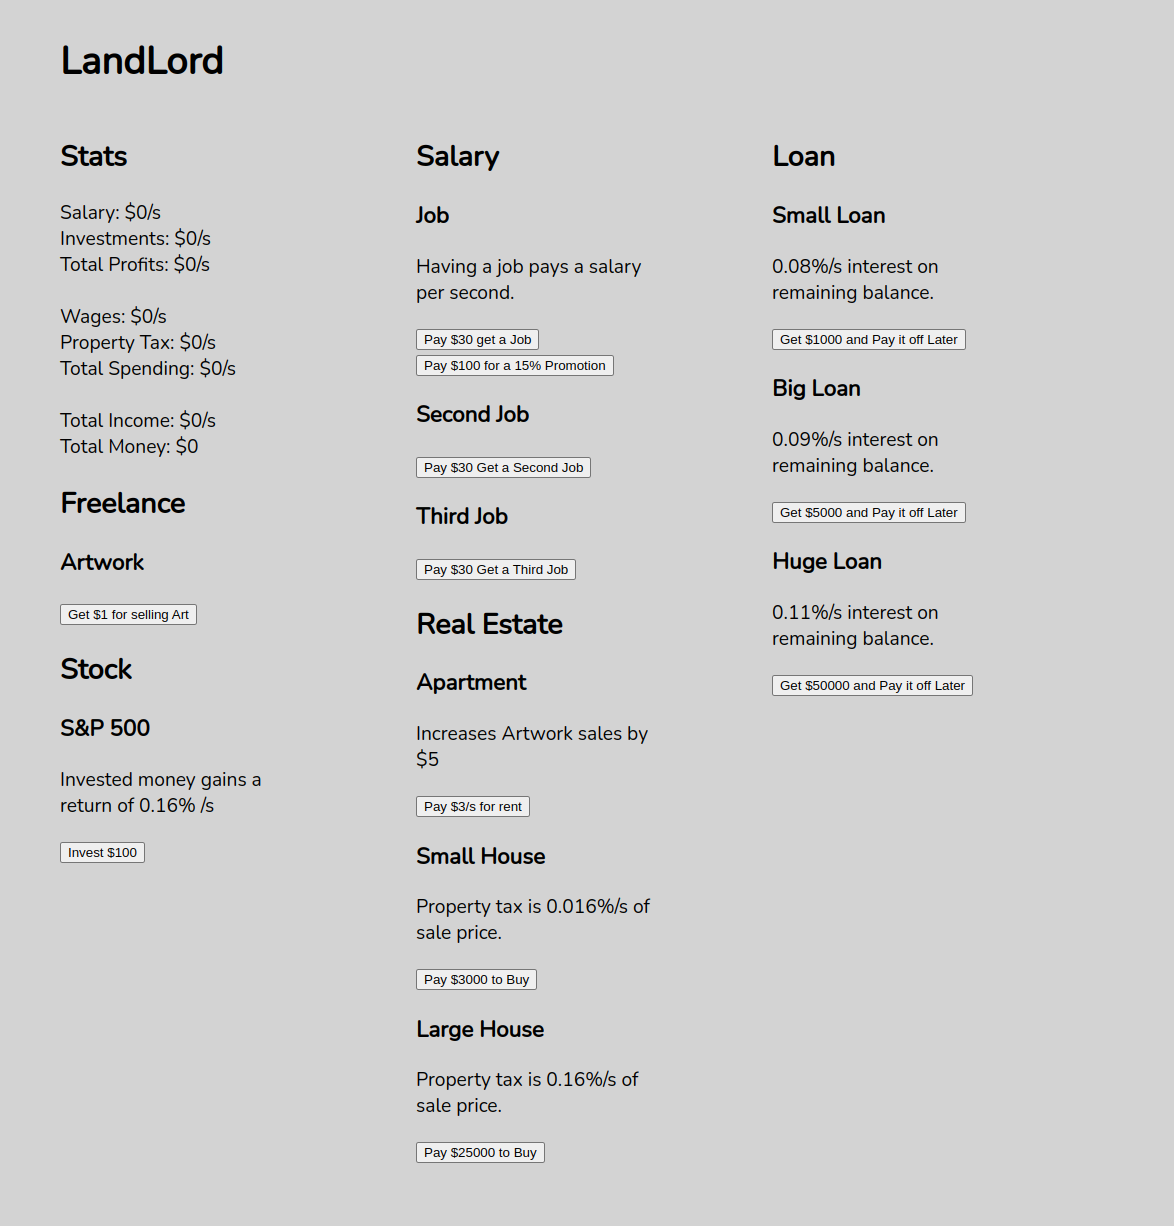 LandLord
Stats
Salary: $0/s
Investments: $0/s
Total Profits: $0/s
Wages: $0/s
Property Tax: $0/s
Total Spending: $0/s
Total Income: $0/s
Total Money: $0
Freelance
Artwork
Get $1 for selling Art
Stock
S&P 500
Invested money gains a
return of 0.16% /s
Invest $100
Salary
Job
Having a job pays a salary
per second.
Pay $30 get a Job
Pay $100 for a 15% Promotion
Second Job
Pay $30 Get a Second Job
Third Job
Pay $30 Get a Third Job
Real Estate
Apartment
Increases Artwork sales by
$5
Pay $3/s for rent
Small House
Property tax is 0.016%/s of
sale price.
Pay $3000 to Buy
Large House
Property tax is 0.16%/s of
sale price.
Pay $25000 to Buy
Loan
Small Loan
0.08%/s interest on
remaining balance.
Get $1000 and Pay it off Later
Big Loan
0.09%/s interest on
remaining balance.
Get $5000 and Pay it off Later
Huge Loan
0.11%/s interest on
remaining balance.
Get $50000 and Pay it off Later